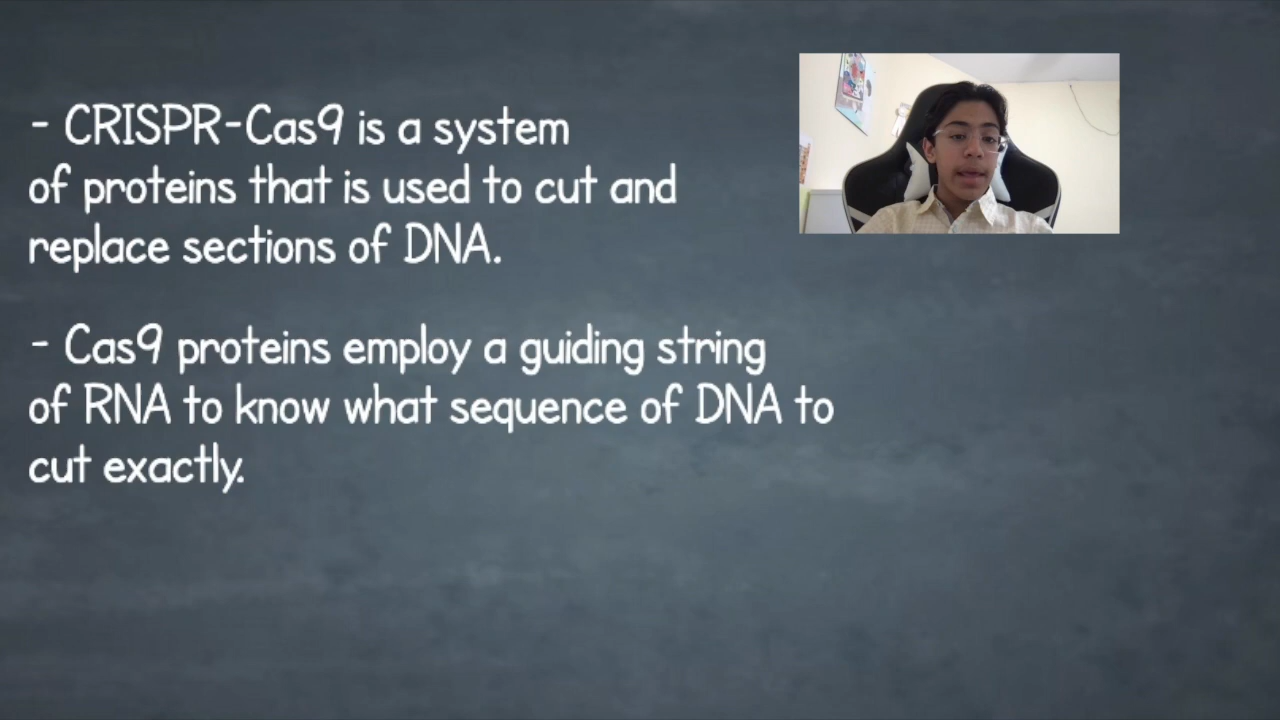 - CRISPR-Cas9 is a system
of proteins that is used to cut and
replace sections of DNA.
- Cas9 proteins employ a guiding string
of RNA to know what sequence of DNA to
cut exactly.